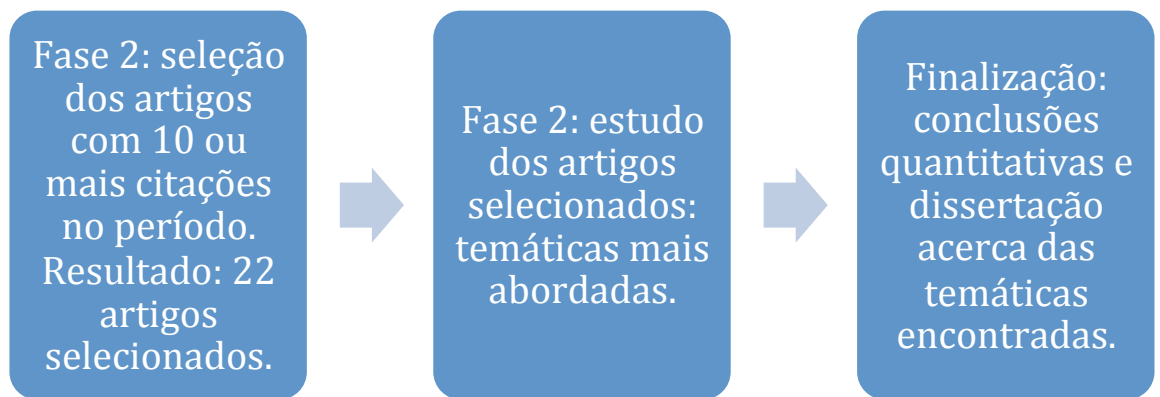 Fase 2: seleção
dos artigos
com 10 ou
mais citações
no período.
Resultado: 22
artigos
selecionados.
Fase 2: estudo
dos artigos
selecionados:
temáticas mais
abordadas.
Finalização:
conclusões
quantitativas e
dissertação
acerca das
temáticas
encontradas.